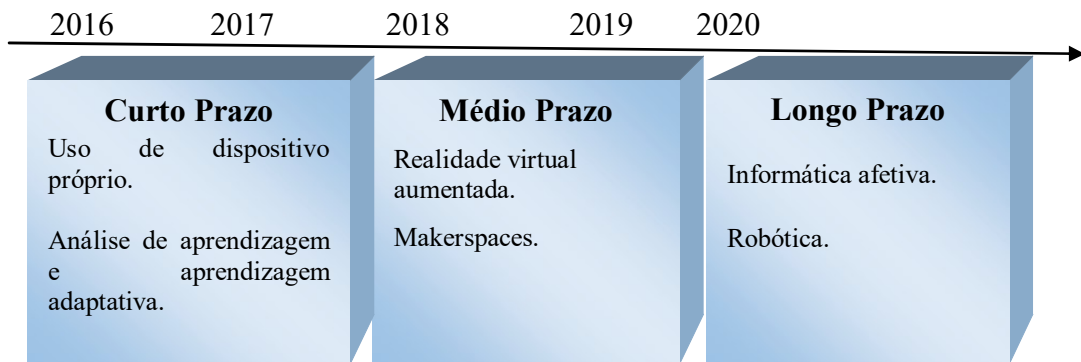 2016 2017 2018 2019 2020
Curto Prazo
Uso de dispositivo
próprio.
Análise de aprendizagem
e aprendizagem
adaptativa.
Médio Prazo
Realidade virtual
aumentada.
Makerspaces.
Longo Prazo
Informática afetiva.
Robótica.